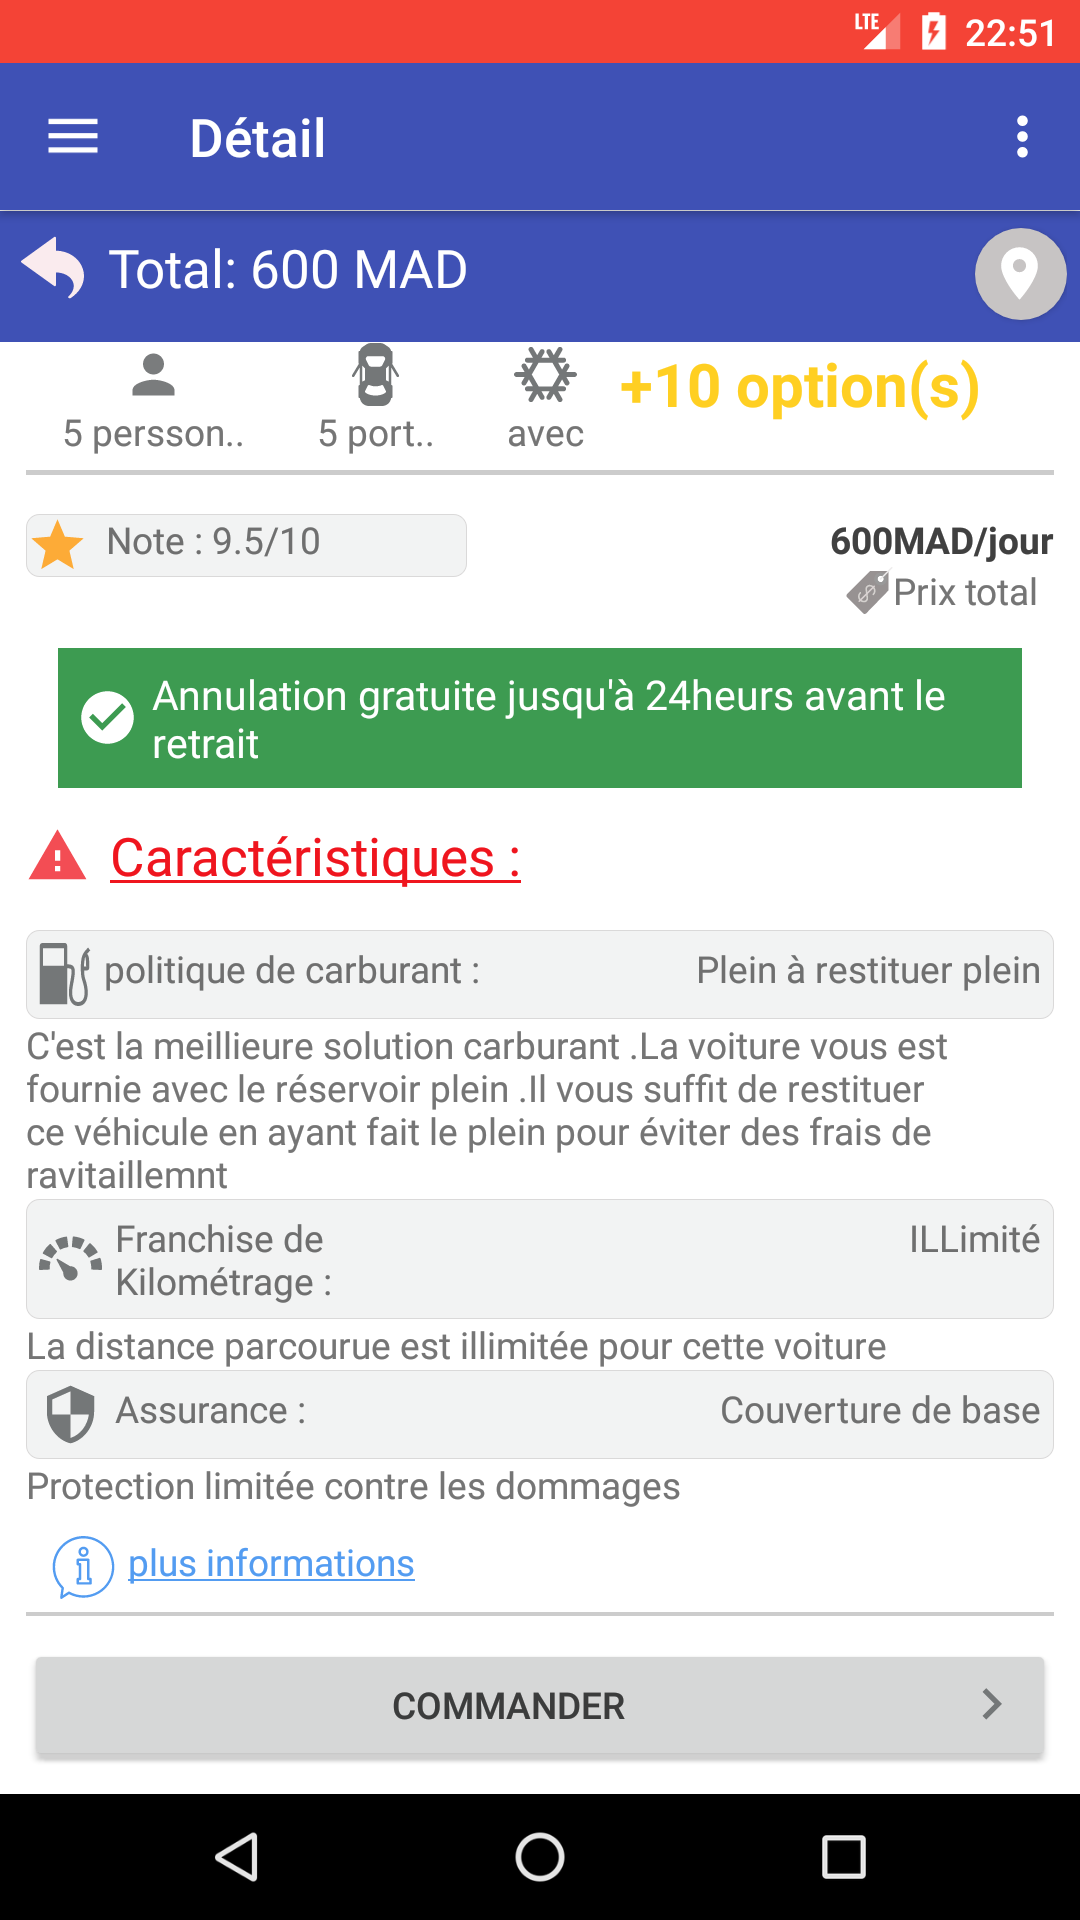 LTE 22:51
Détail
Total: 600 MAD
+10 option(s)
5 persson.. 5 port.. avec
Note : 9.5/10 600MAD/jour
Prix total
Annulation gratuite jusqu'à 24heurs avant le
retrait
Caractéristiques :
politique de carburant : Plein à restituer plein
C'est la meillieure solution carburant .La voiture vous est
fournie avec le réservoir plein .Il vous suffit de restituer
ce véhicule en ayant fait le plein pour éviter des frais de
ravitaillemnt
Franchise de ILLimité
Kilométrage :
La distance parcourue est illimitée pour cette voiture
Assurance : Couverture de base
Protection limitée contre les dommages
plus informations
COMMANDER